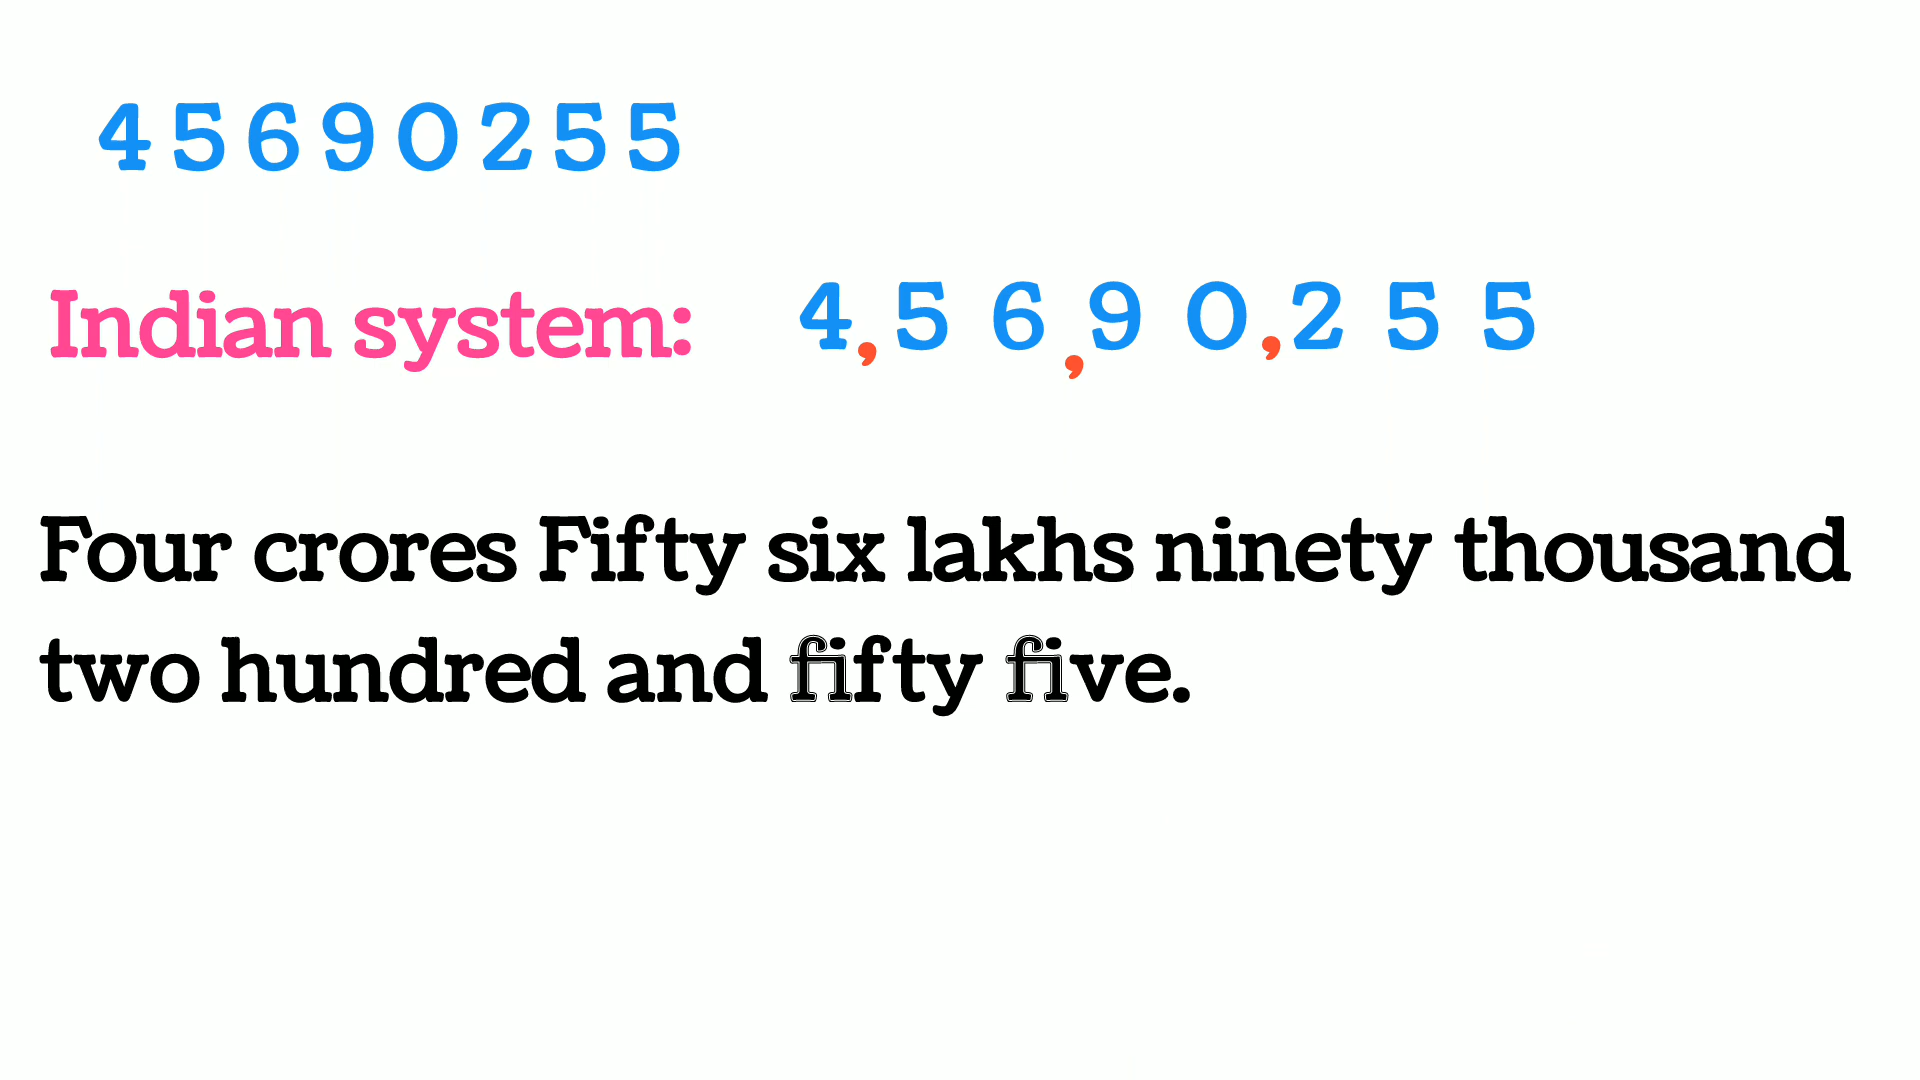 45690255
Indian system: 4,56,90,255
Four crores Fifty six lakhs ninety thousand
two hundred and fifty five.